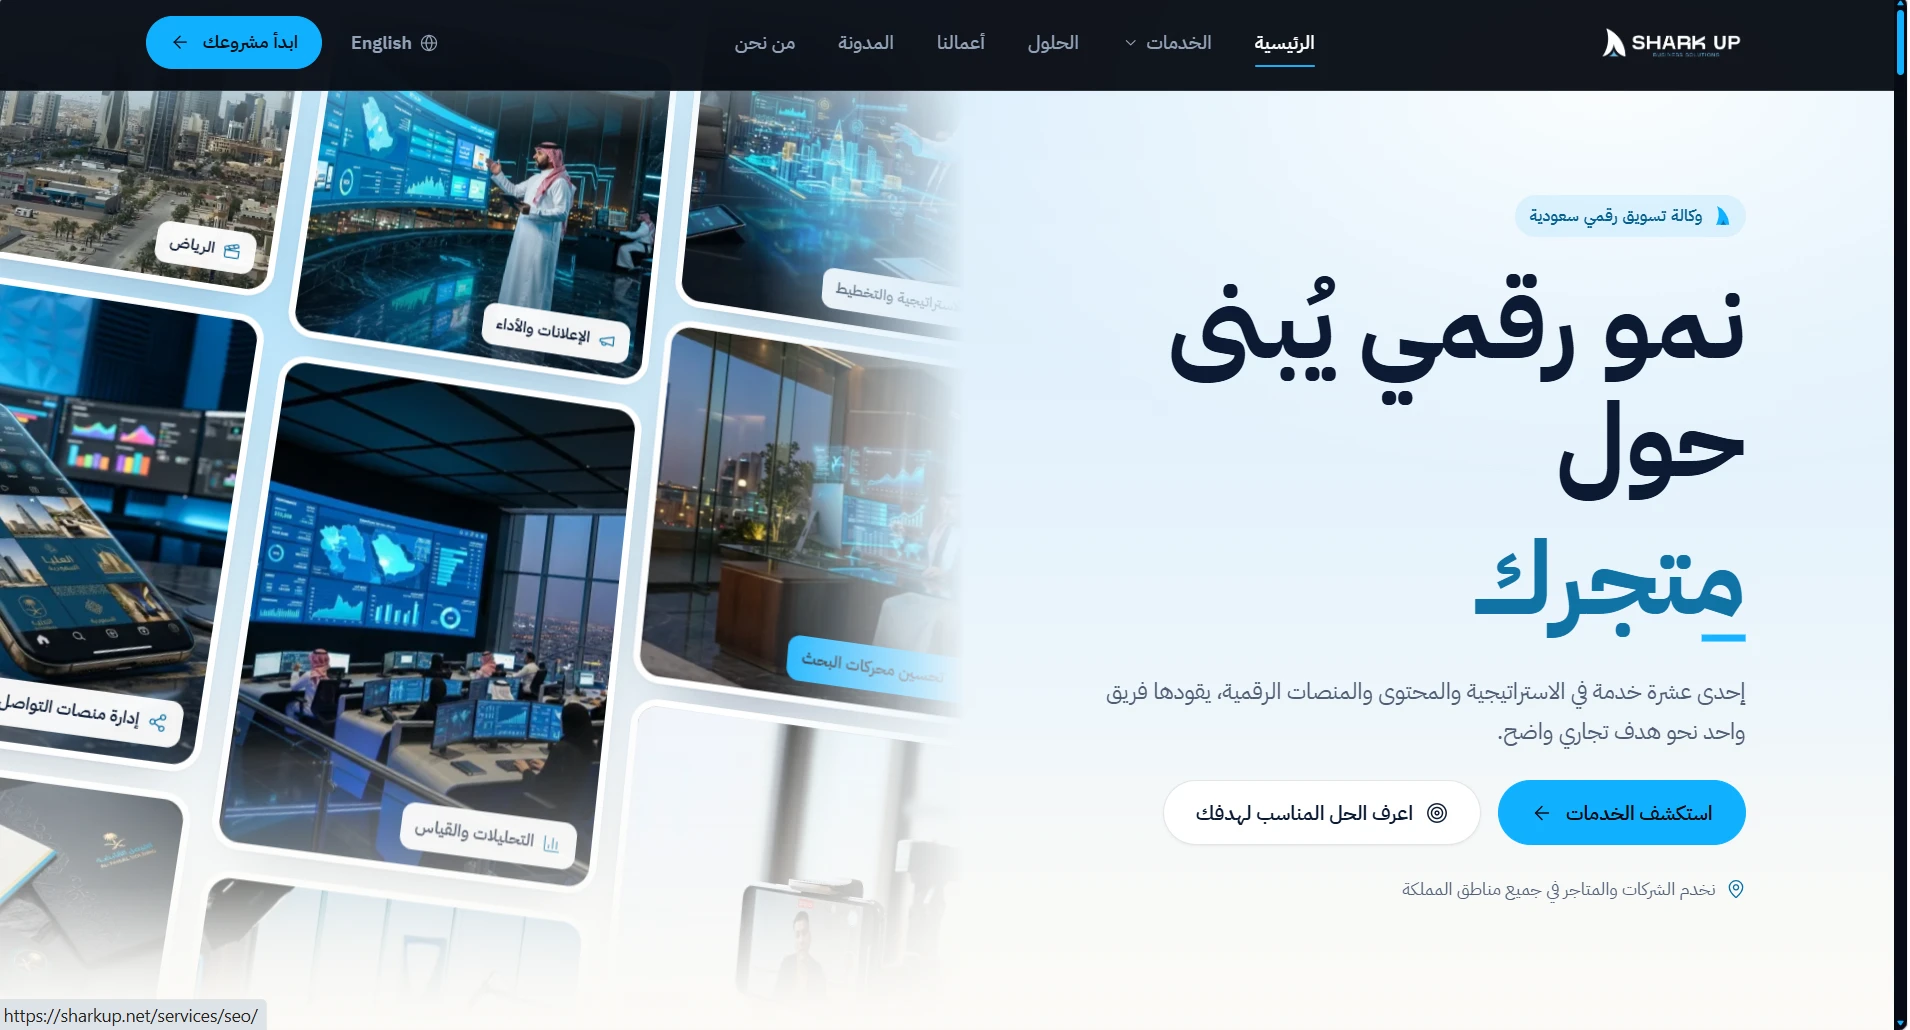 SHARK UP
BUSINESS SOLUTIONS
الرئيسية
الخدمات
الحلول
أعمالنا
المدونة
من نحن
English
ابدأ مشروعك
وكالة تسويق رقمي سعودية
نمو رقمي يُبنى
حول
متجرك
إحدى عشرة خدمة في الاستراتيجية والمحتوى والمنصات الرقمية، يقودها فريق
واحد نحو هدف تجاري واضح.
استكشف الخدمات
اعرف الحل المناسب لهدفك
نخدم الشركات والمتاجر في جميع مناطق المملكة
والتخطيط
الإعلانات والأداء
الرياض
تحسين محركات البحث
إدارة منصات التواصل
التحليلات والقياس
https://sharkup.net/services/seo/